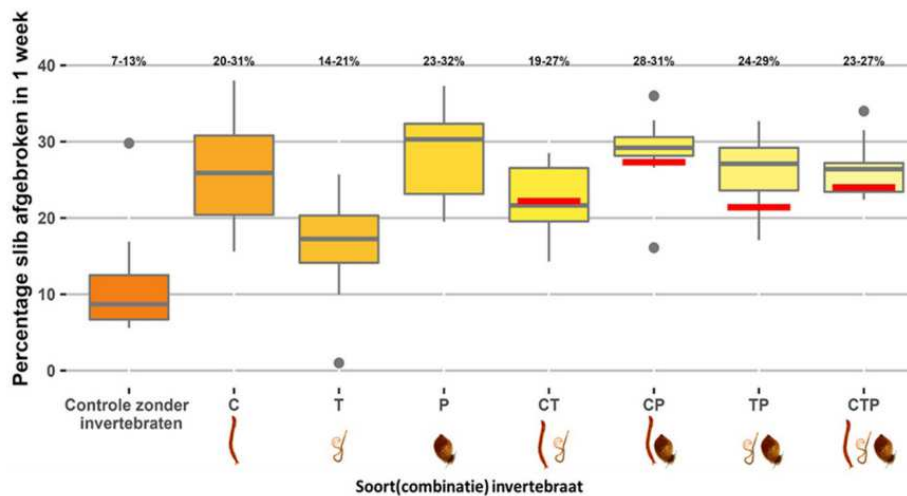 Percentage slib afgebroken in 1 week
40
30
20
10
0
7-13%
20-31%
14-21%
23-32%
19-27%
28-31%
24-29%
23-27%
Controle zonder
invertebraten
C
T
P
CT
CP
TP
CTP
Soort(combinatie) invertebraat